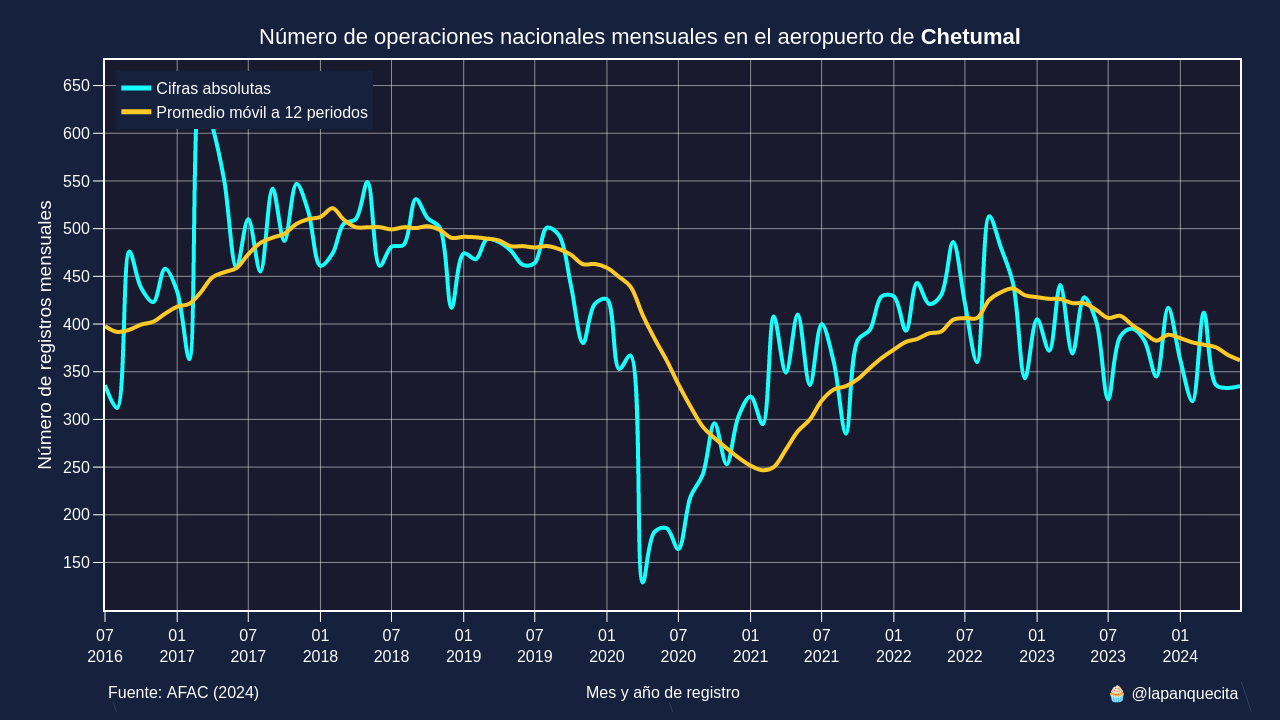 Número de operaciones nacionales mensuales en el aeropuerto de Chetumal
Cifras absolutas
Promedio móvil a 12 periodos
Número de registros mensuales
650
600
550
500
450
400
350
300
250
200
150
07 01 07 01 07 01 07 01 07 01 07 01 07 01 07 01
2016 2017 2017 2018 2018 2019 2019 2020 2020 2021 2021 2022 2022 2023 2023 2024
Fuente: AFAC (2024)
Mes y año de registro
🧁 @lapanquecita